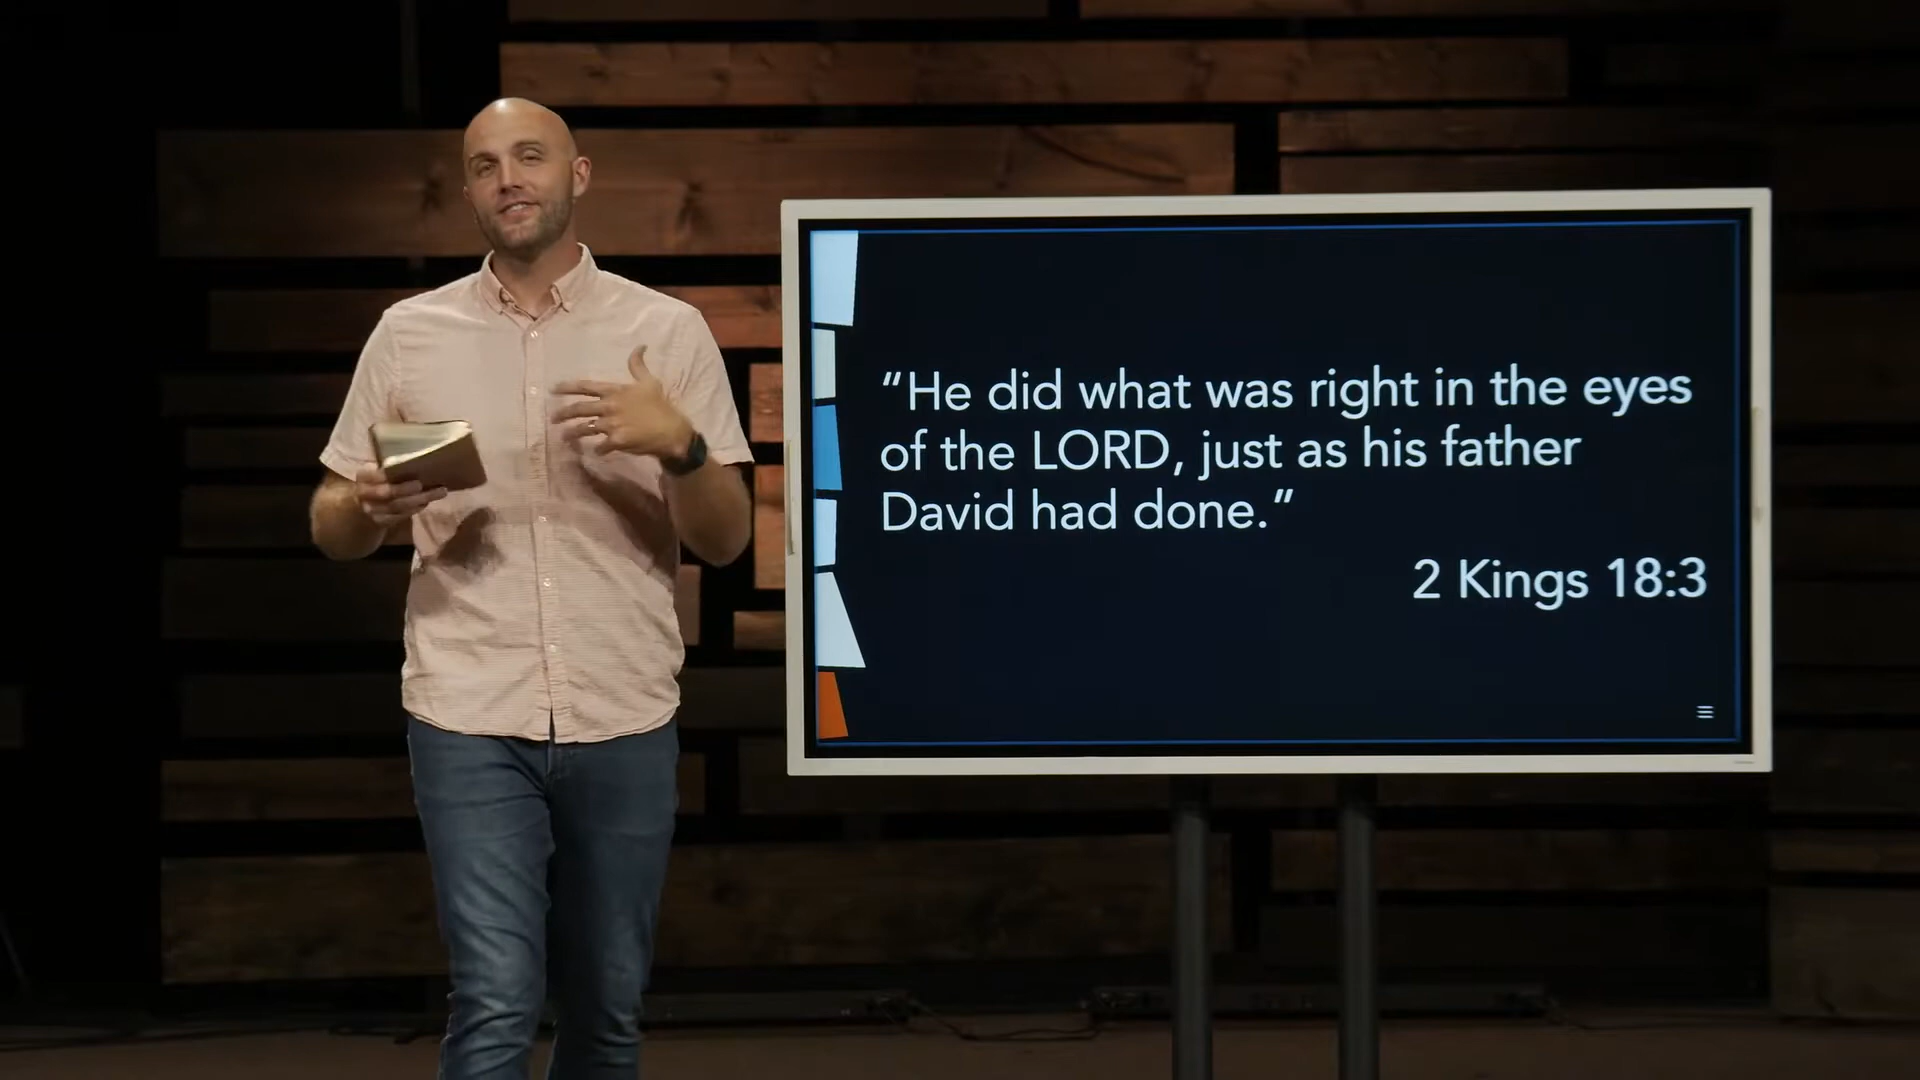 “He did what was right in the eyes
of the LORD, just as his father
David had done.”
2 Kings 18:3